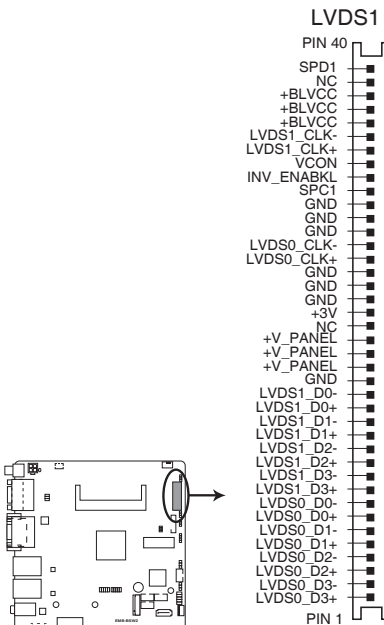 LVDS1
PIN 40
SPD1
NC
+BLVCC
+BLVCC
+BLVCC
LVDS1_CLK-
LVDS1_CLK+
VCON
INV_ENABKL
SPC1
GND
GND
GND
LVDS0_CLK-
LVDS0_CLK+
GND
GND
GND
+3V
NC
+V_PANEL
+V_PANEL
+V_PANEL
GND
LVDS1_D0-
LVDS1_D0+
LVDS1_D1-
LVDS1_D1+
LVDS1_D2-
LVDS1_D2+
LVDS1_D3-
LVDS1_D3+
LVDS0_D0-
LVDS0_D0+
LVDS0_D1-
LVDS0_D1+
LVDS0_D2-
LVDS0_D2+
LVDS0_D3-
LVDS0_D3+
PIN 1